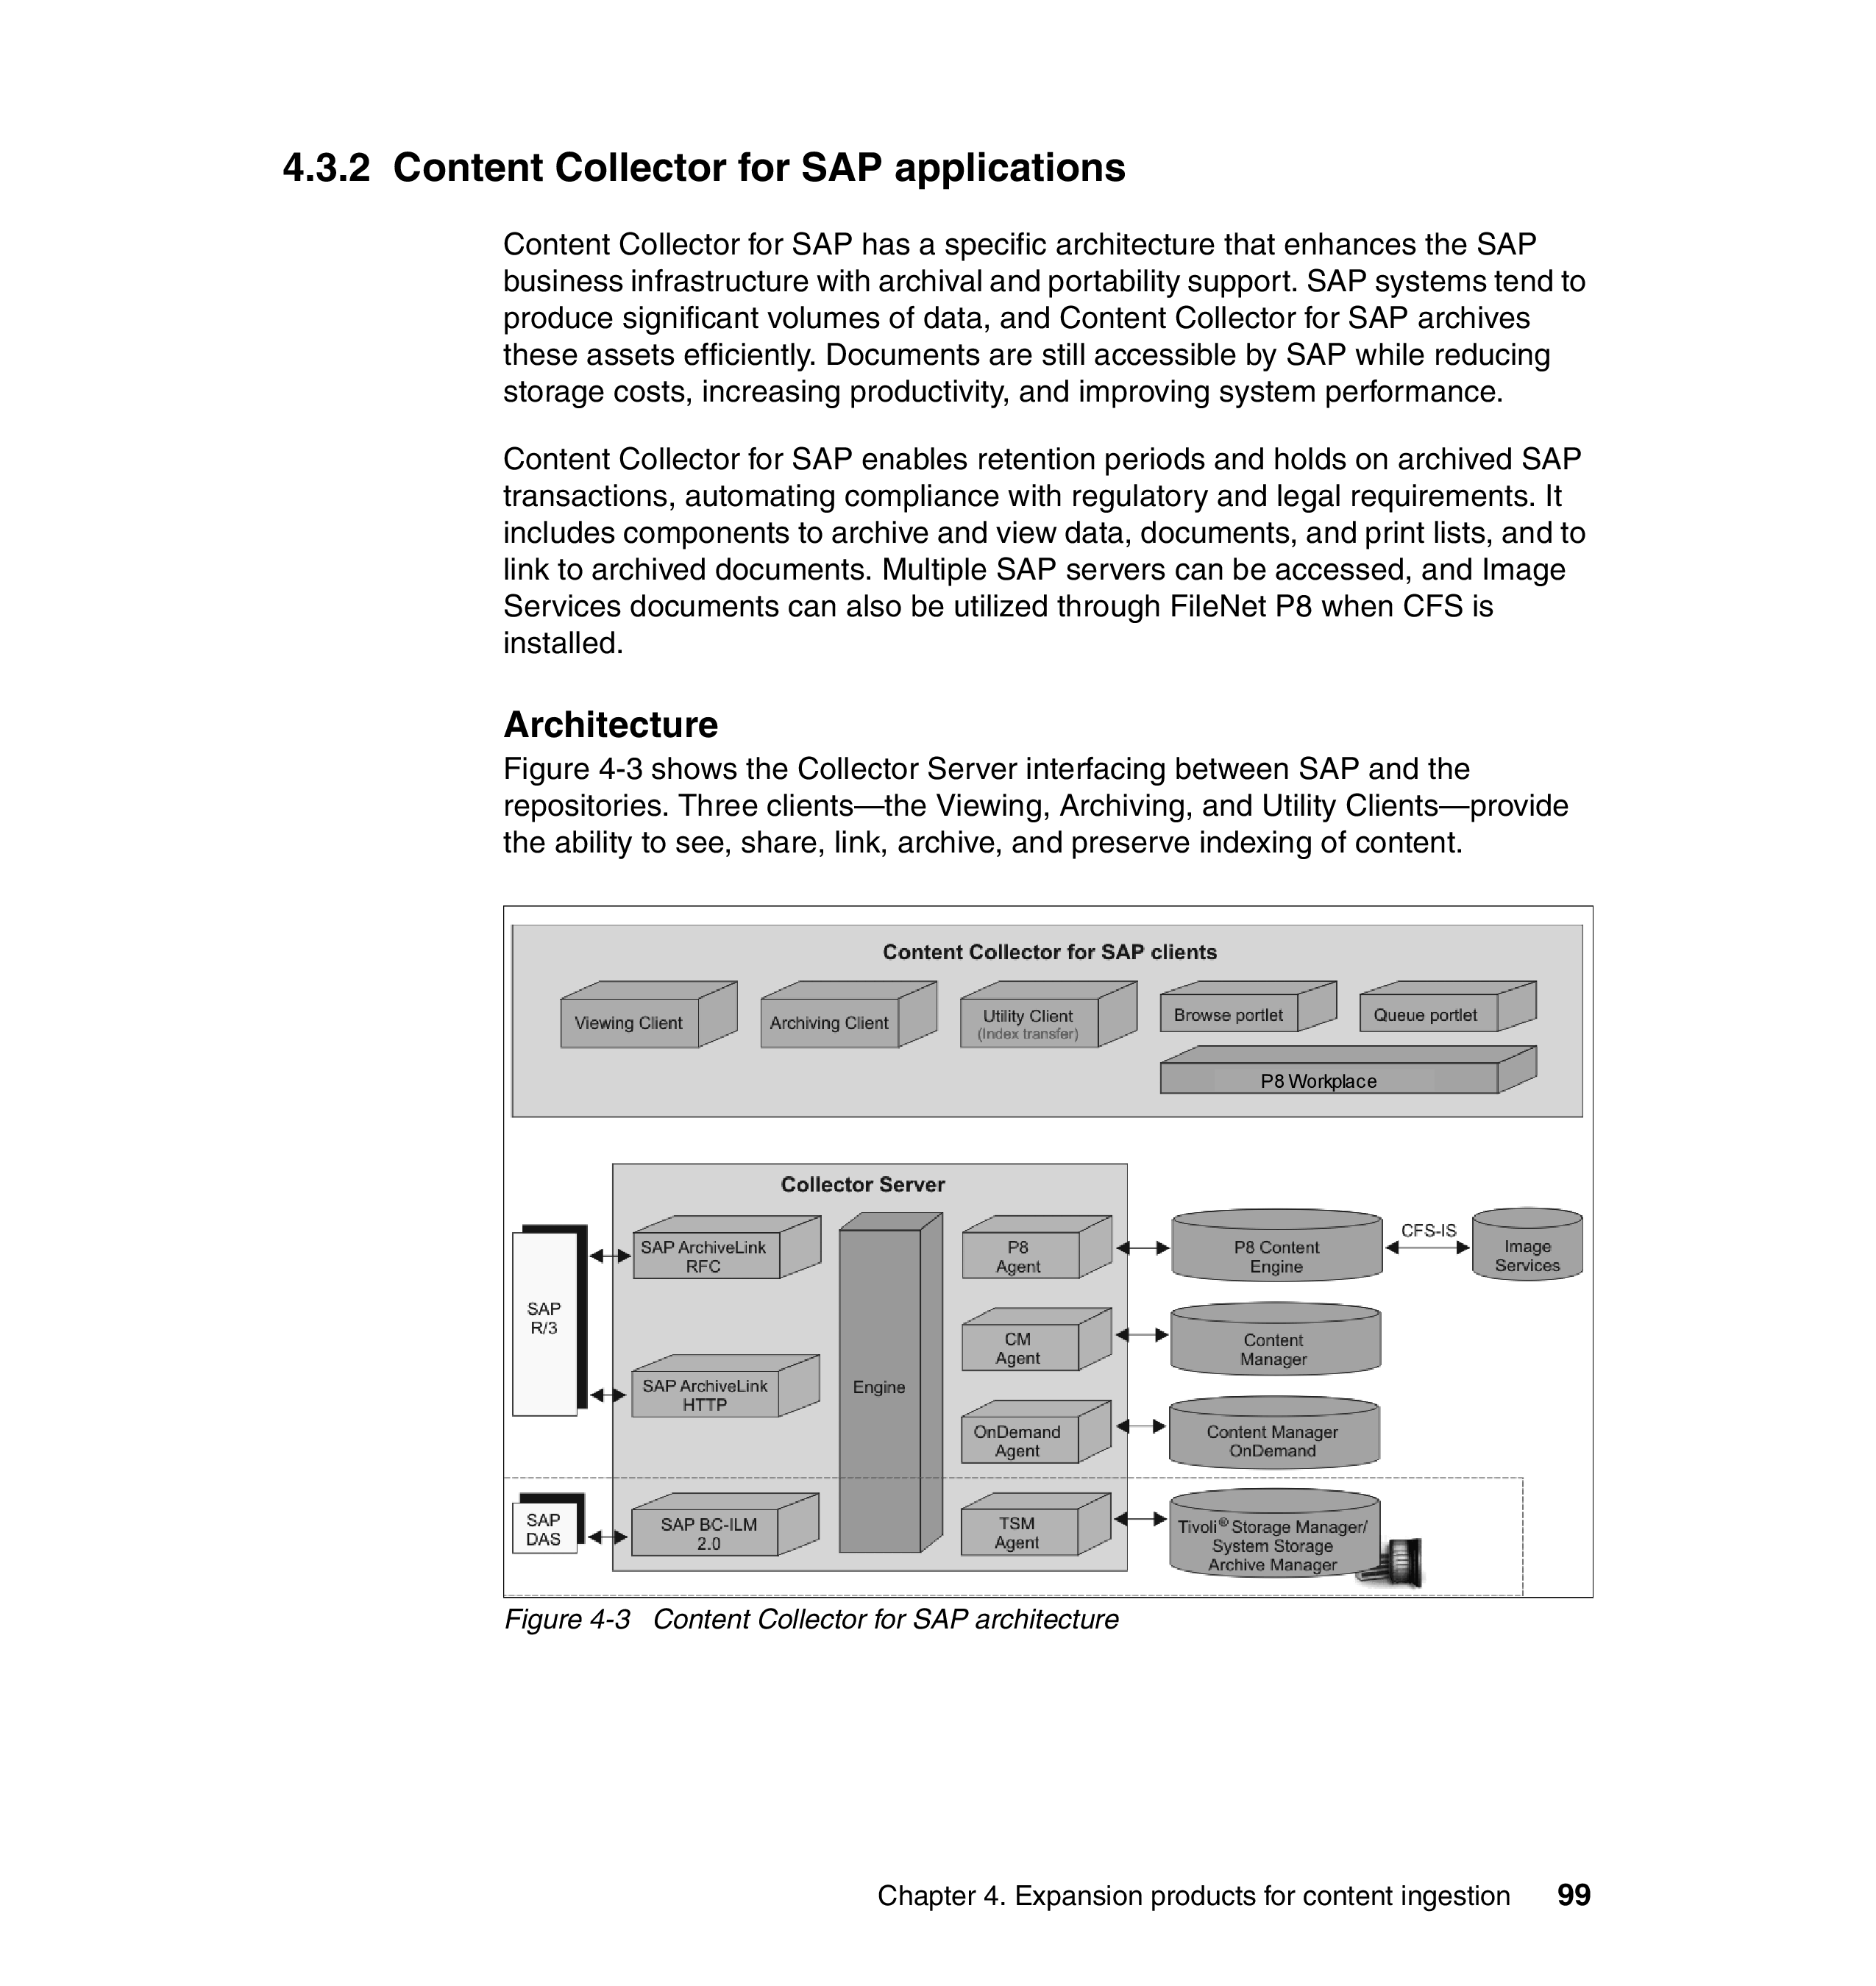 4.3.2 Content Collector for SAP applications
Content Collector for SAP has a specific architecture that enhances the SAP
business infrastructure with archival and portability support. SAP systems tend to
produce significant volumes of data, and Content Collector for SAP archives
these assets efficiently. Documents are still accessible by SAP while reducing
storage costs, increasing productivity, and improving system performance.
Content Collector for SAP enables retention periods and holds on archived SAP
transactions, automating compliance with regulatory and legal requirements. It
includes components to archive and view data, documents, and print lists, and to
link to archived documents. Multiple SAP servers can be accessed, and Image
Services documents can also be utilized through FileNet P8 when CFS is
installed.
Architecture
Figure 4-3 shows the Collector Server interfacing between SAP and the
repositories. Three clients—the Viewing, Archiving, and Utility Clients—provide
the ability to see, share, link, archive, and preserve indexing of content.
Content Collector for SAP clients
Viewing Client
Archiving Client
Utility Client
(Index transfer)
Browse portlet
Queue portlet
P8 Workplace
Collector Server
SAP
R/3
SAP ArchiveLink
RFC
SAP ArchiveLink
HTTP
Engine
P8
Agent
P8 Content
Engine
CFS-IS
Image
Services
CM
Agent
Content
Manager
OnDemand
Agent
Content Manager
OnDemand
SAP
DAS
SAP BC-ILM
2.0
TSM
Agent
Tivoli® Storage Manager/
System Storage
Archive Manager
Figure 4-3 Content Collector for SAP architecture
Chapter 4. Expansion products for content ingestion 99